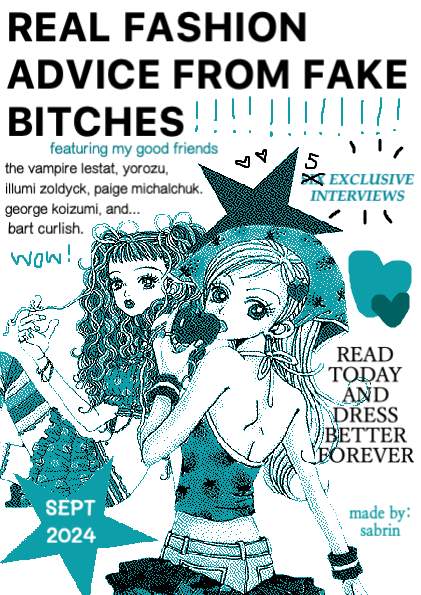 REAL FASHION
ADVICE FROM FAKE
BITCHES!!!!!!!!!!
featuring my good friends
the vampire lestat, yorozu,
illumi zoldyck, paige michalchuk.
george koizumi, and...
bart curlish.
wow!
5
EXCLUSIVE
INTERVIEWS
READ
TODAY
AND
DRESS
BETTER
FOREVER
SEPT
2024
made by:
sabrin